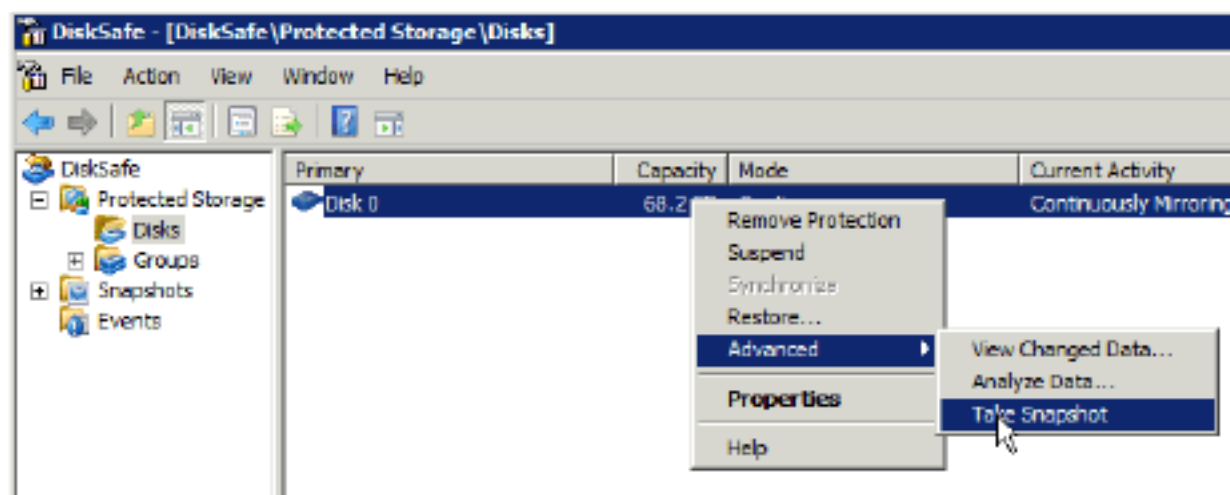 DiskSafe - [DiskSafe\Protected Storage\Disks]
File Action View Window Help
DiskSafe
Protected Storage
Disks
Groups
Snapshots
Events
Primary Capacity Mode Current Activity
Disk 0 68.2 Continuously Mirroring
Remove Protection
Suspend
Synchronize
Restore...
Advanced
Properties
Help
View Changed Data...
Analyze Data...
Take Snapshot